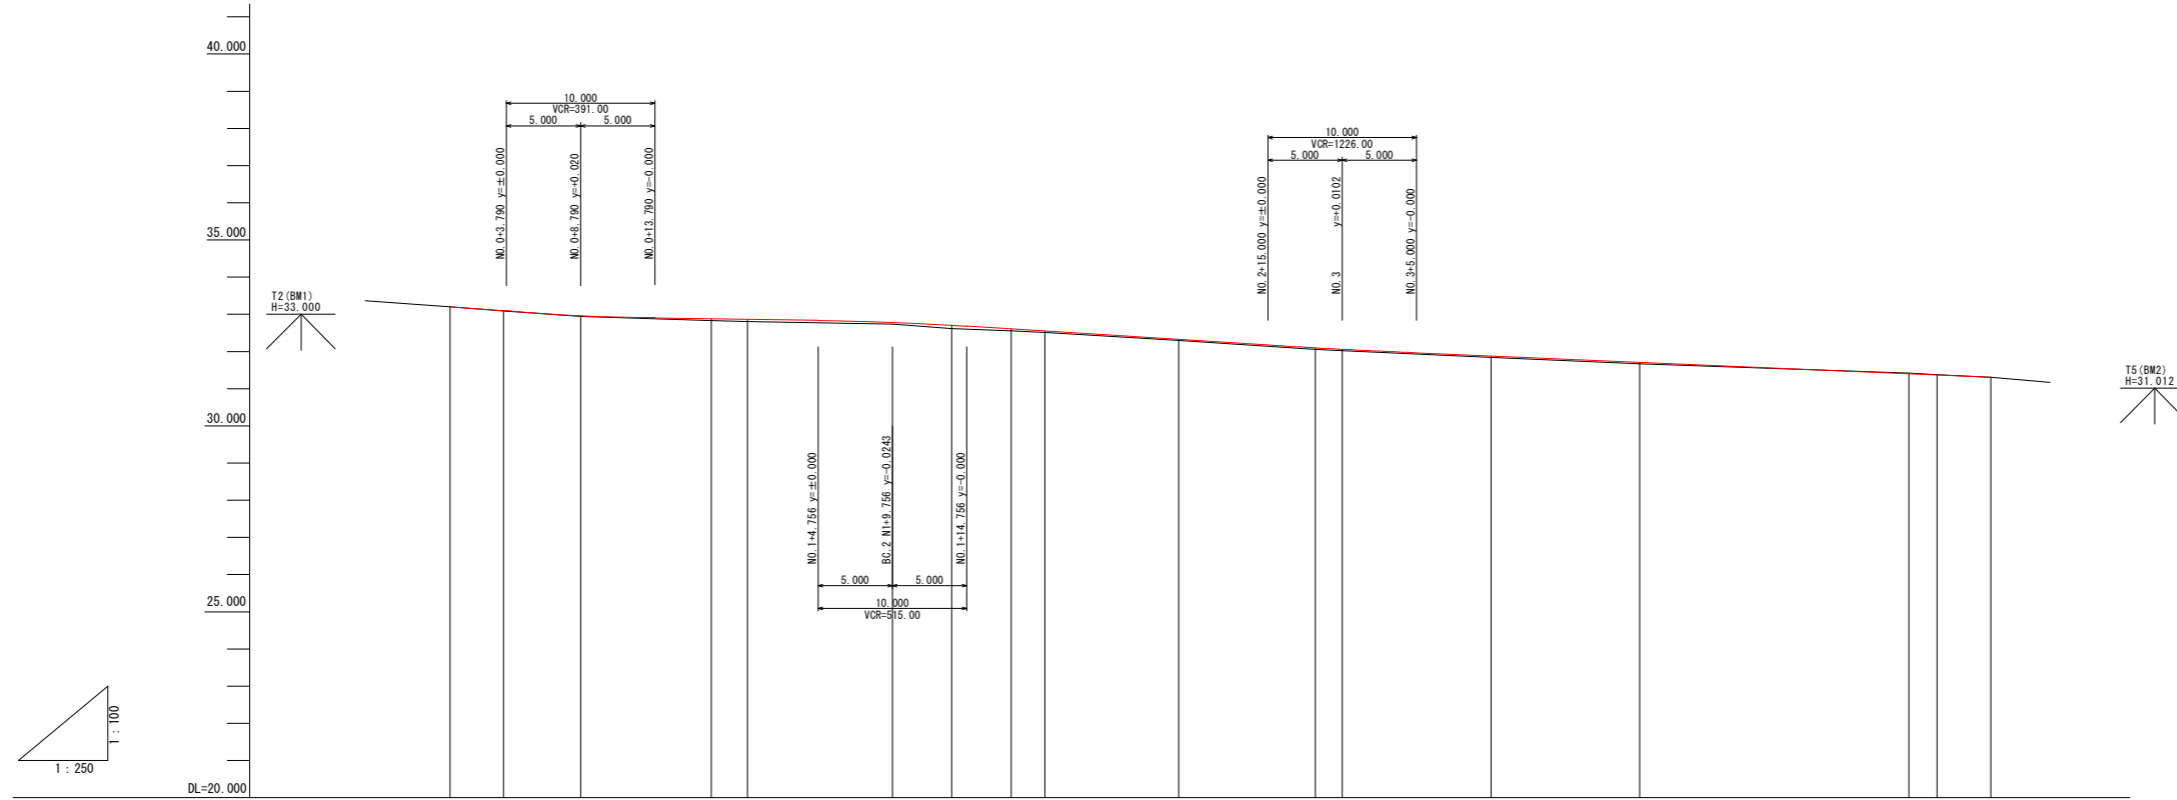 40.000
35.000
30.000
25.000
DL=20.000
T2(BM1)
H=33.000
10.000
VCR=391.00
5.000
5.000
NO.0+3.790 y=±0.000
NO.0+8.790 y=+0.020
NO.0+13.790 y=-0.000
10.000
VCR=1226.00
5.000
5.000
NO.2+15.000 y=±0.000
NO.3 y=+0.0102
NO.3+5.000 y=-0.000
NO.1+4.756 y=±0.000
BC.2 N1+9.756 y=-0.0243
NO.1+14.756 y=-0.000
5.000
5.000
10.000
VCR=515.00
T5(BM2)
H=31.012
1 : 100
1 : 250